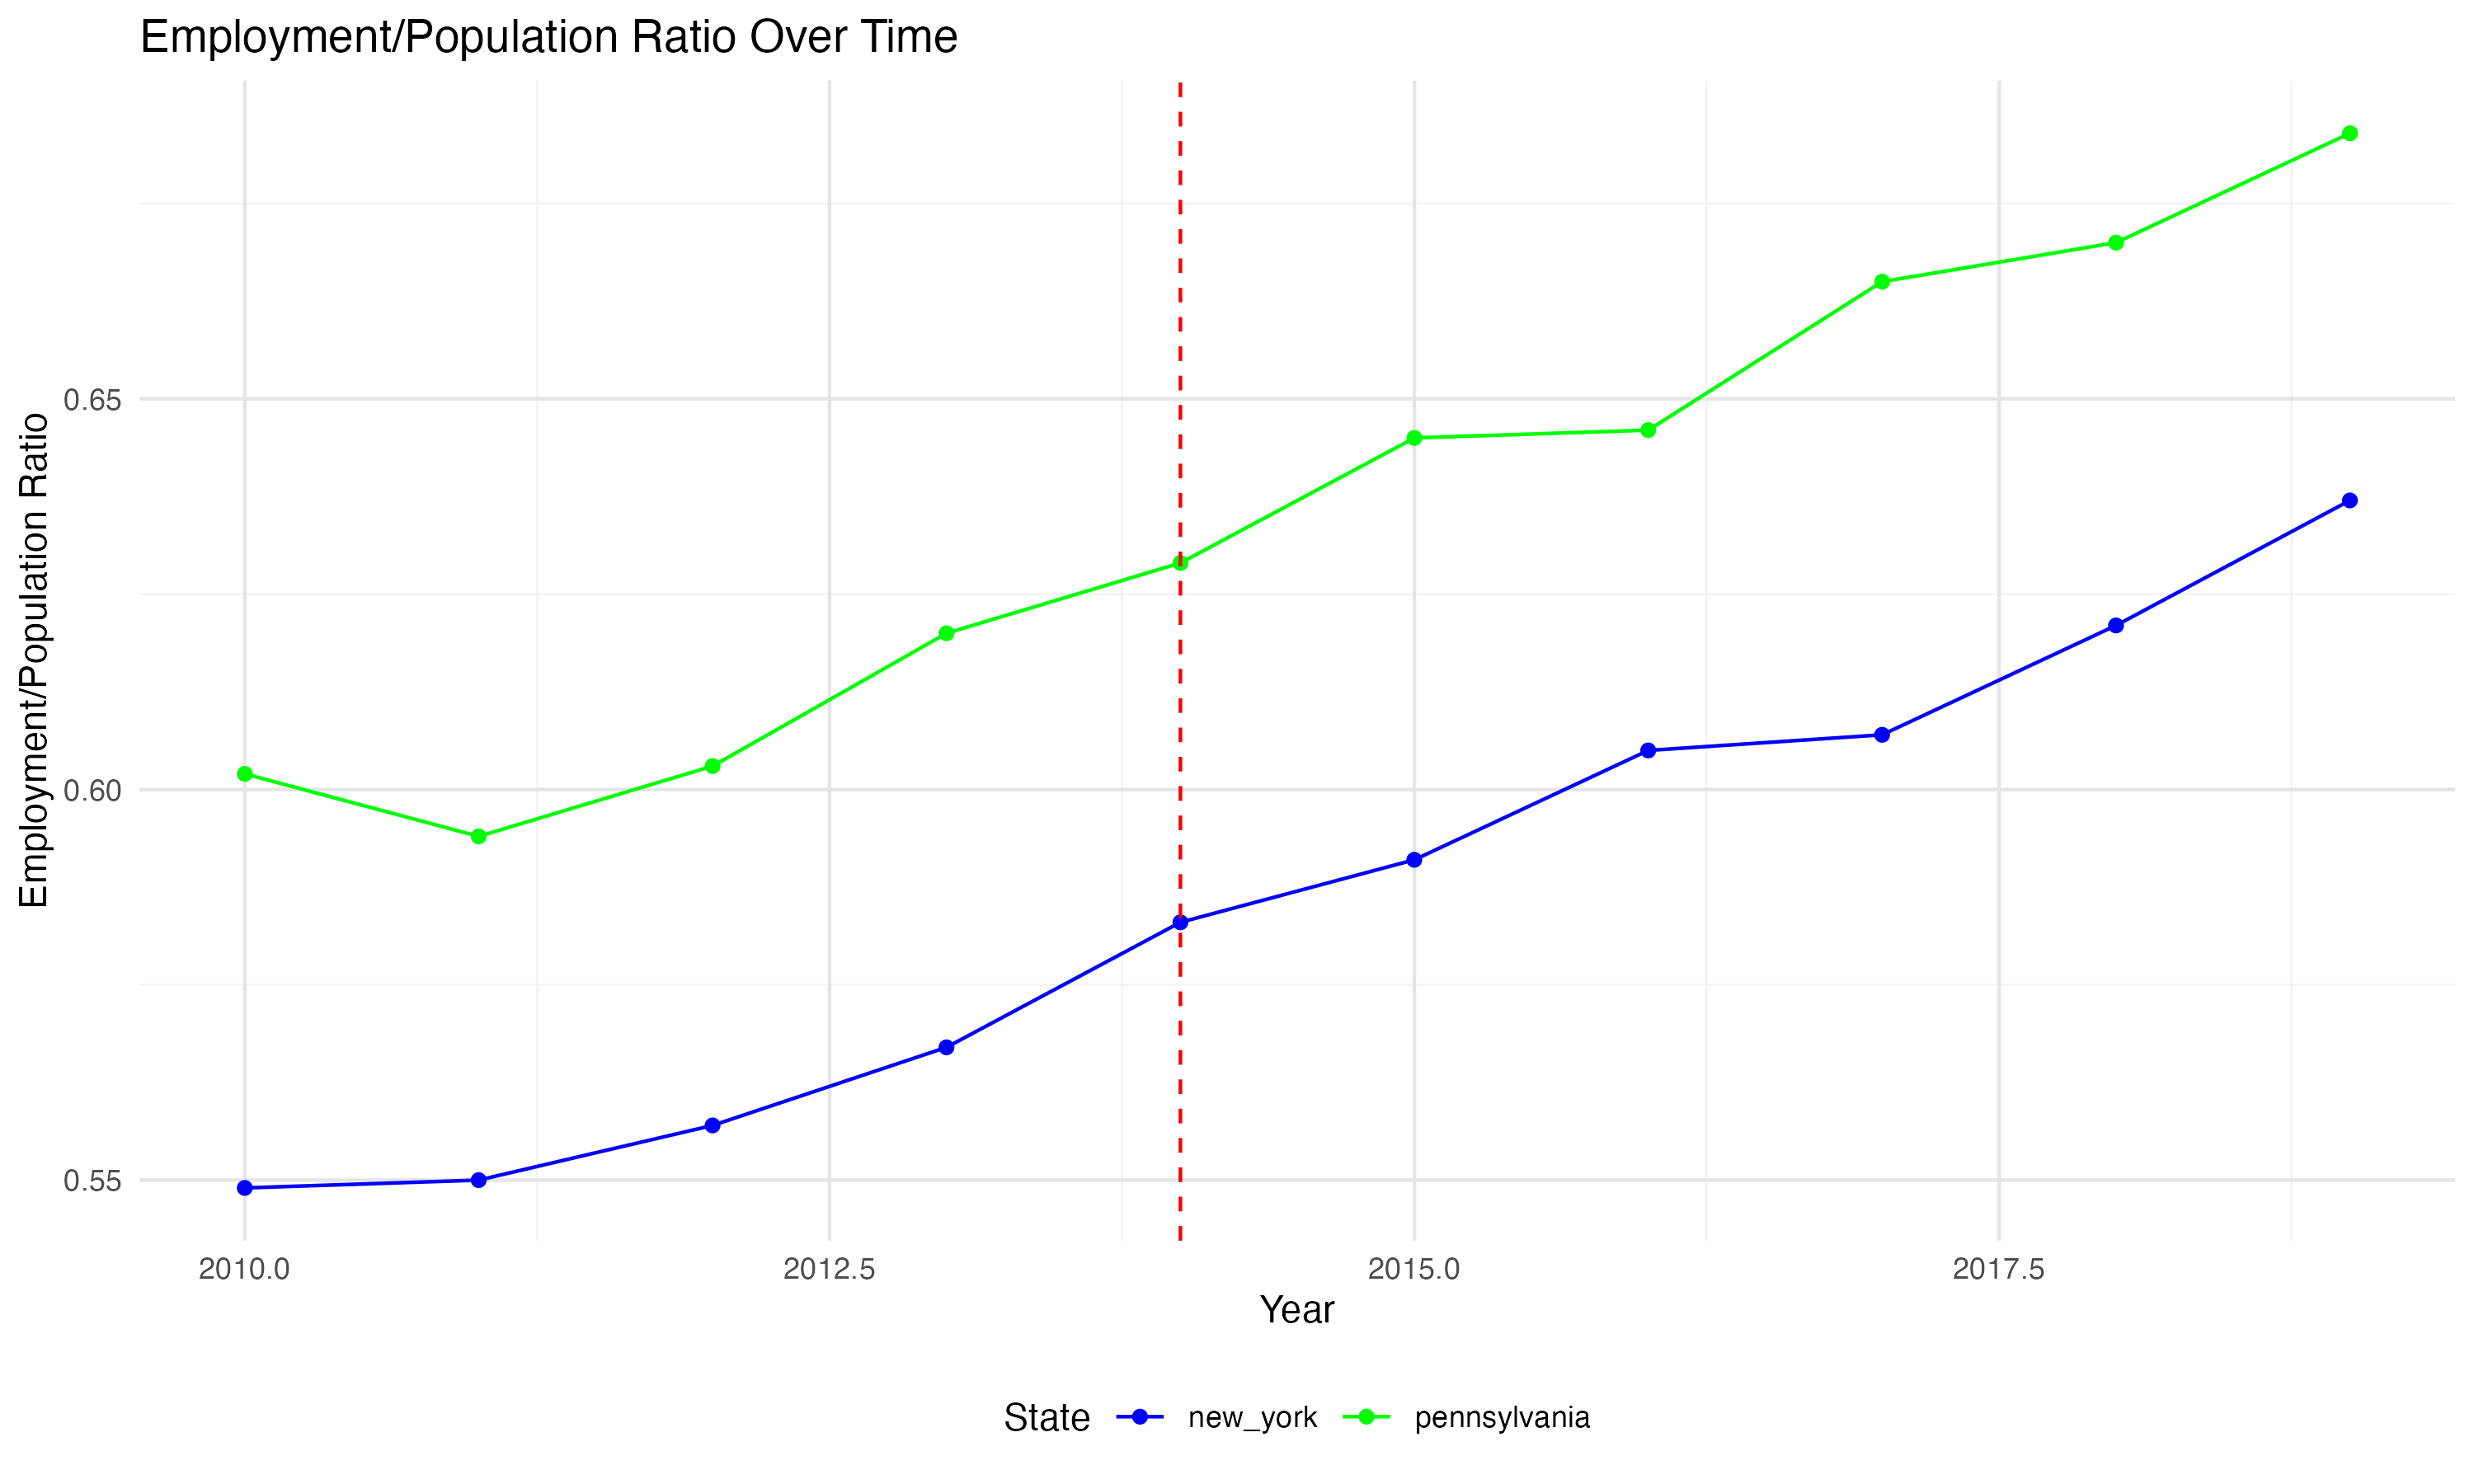 Employment/Population Ratio Over Time
Employment/Population Ratio
0.65
0.60
0.55
2010.0 2012.5 2015.0 2017.5
Year
State new_york pennsylvania